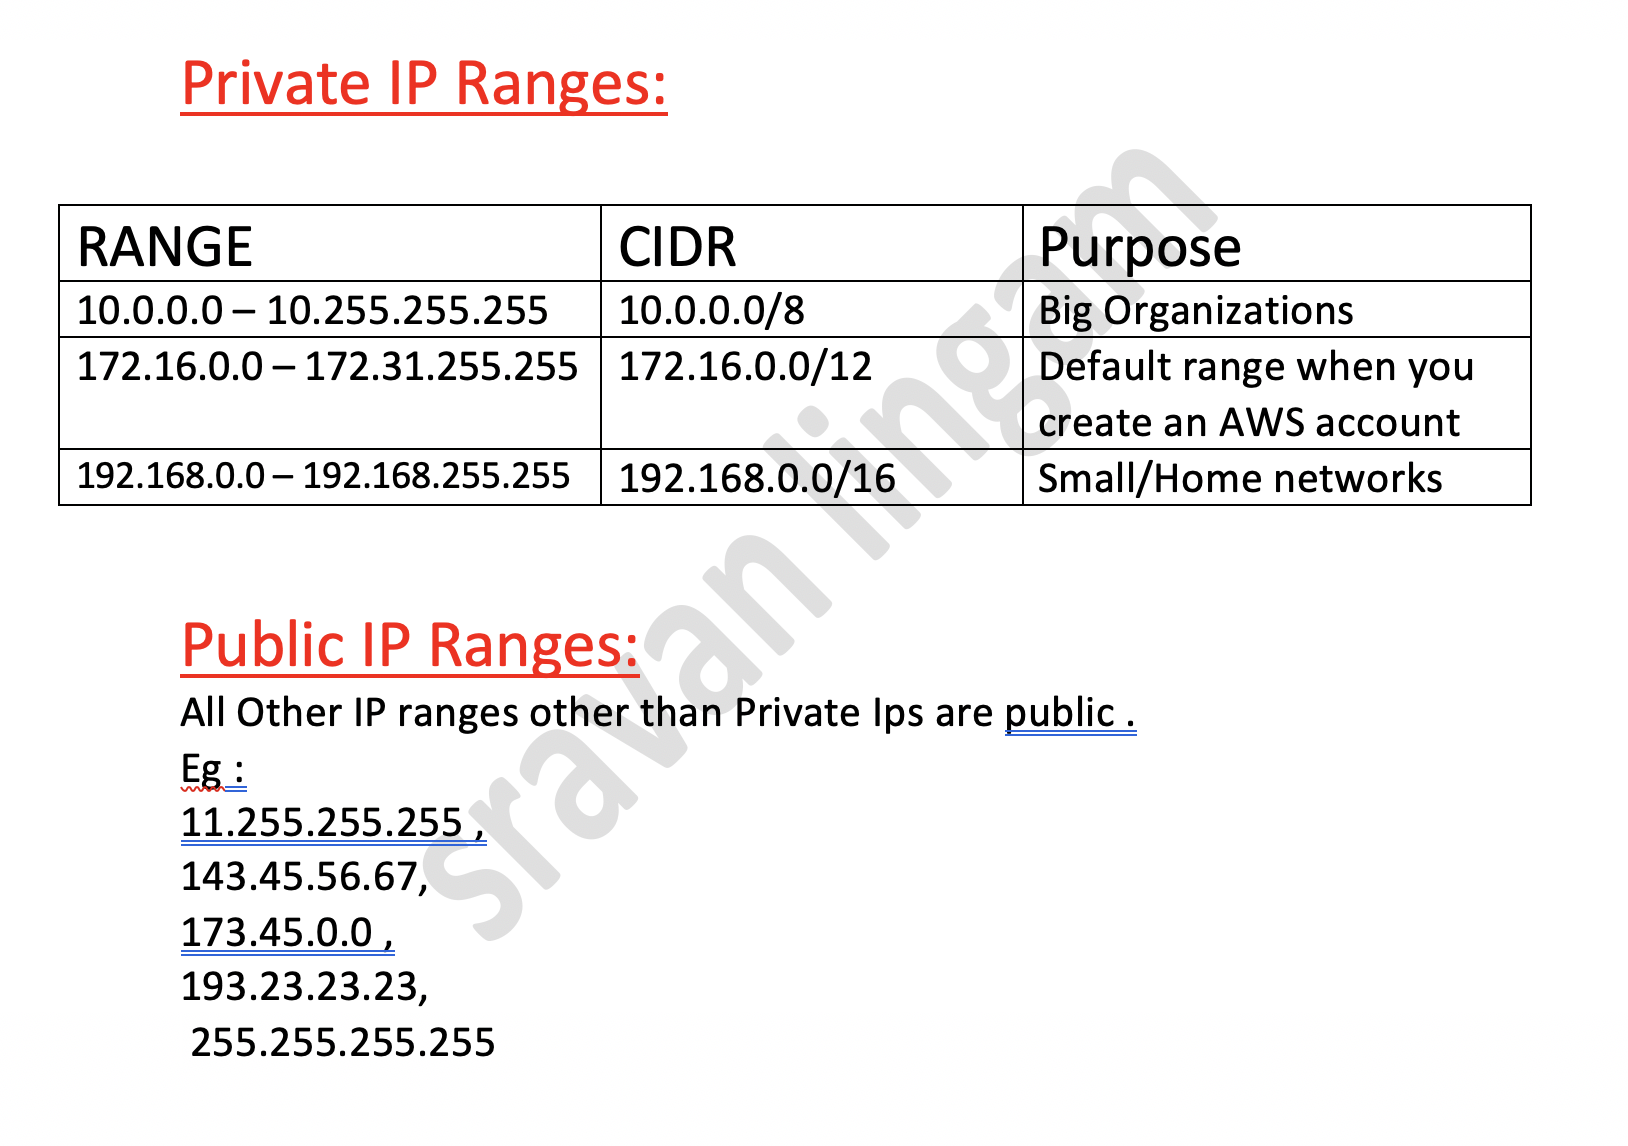 Private IP Ranges:
RANGE CIDR Purpose
10.0.0.0 – 10.255.255.255 10.0.0.0/8 Big Organizations
172.16.0.0 – 172.31.255.255 172.16.0.0/12 Default range when you
create an AWS account
192.168.0.0 – 192.168.255.255 192.168.0.0/16 Small/Home networks
sravan lingam
Public IP Ranges:
All Other IP ranges other than Private Ips are public .
Eg :
11.255.255.255 ,
143.45.56.67,
173.45.0.0 ,
193.23.23.23,
255.255.255.255